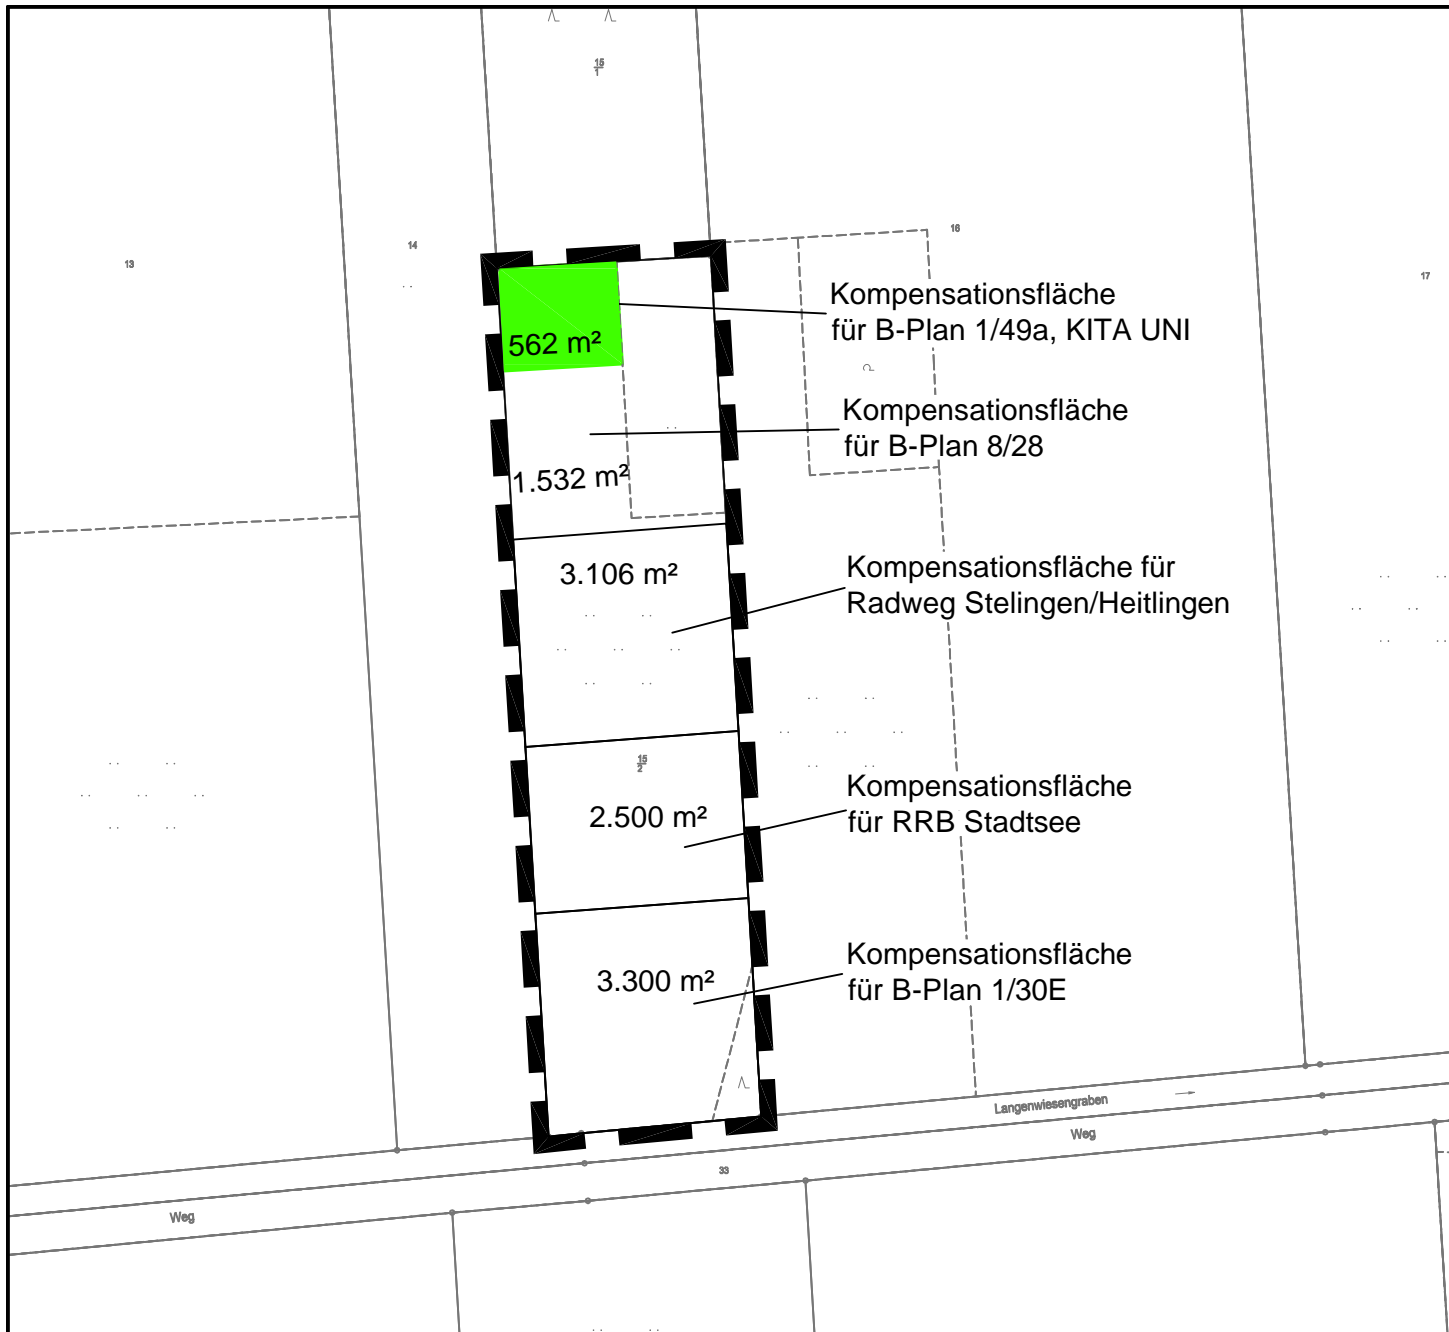 15
1
14
13
16
17
Kompensationsfläche
für B-Plan 1/49a, KITA UNI
562 m²
Kompensationsfläche
für B-Plan 8/28
1.532 m²
3.106 m²
Kompensationsfläche für
Radweg Stelingen/Heitlingen
15
2
Kompensationsfläche
für RRB Stadtsee
2.500 m²
Kompensationsfläche
für B-Plan 1/30E
3.300 m²
Langenwiesengraben
Weg
33
Weg